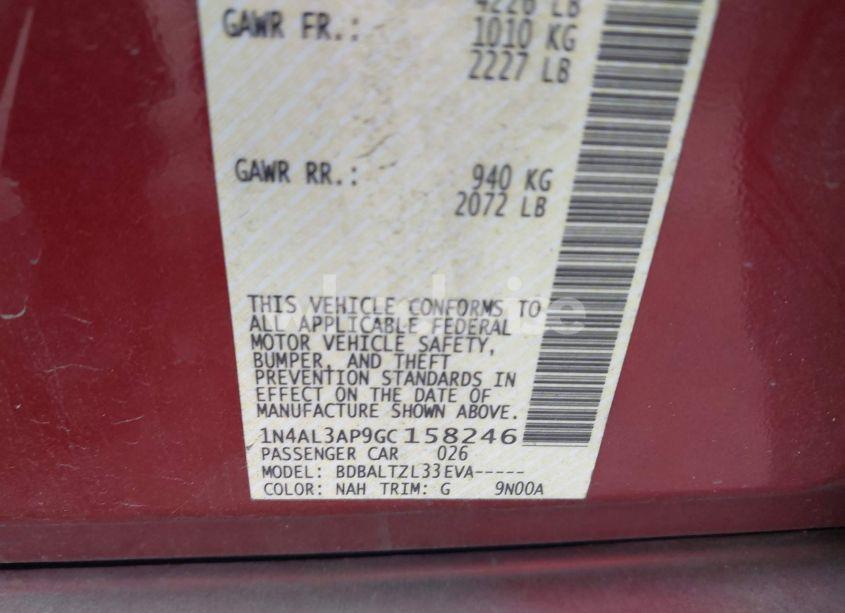 4226 LB
GAWR FR.: 1010 KG
2227 LB
GAWR RR.: 940 KG
2072 LB
THIS VEHICLE CONFORMS TO
ALL APPLICABLE FEDERAL
MOTOR VEHICLE SAFETY,
BUMPER, AND THEFT
PREVENTION STANDARDS IN
EFFECT ON THE DATE OF
MANUFACTURE SHOWN ABOVE.
1N4AL3AP9GC158246
PASSENGER CAR 026
MODEL: BDBALTZL33EVA-----
COLOR: NAH TRIM: G 9N00A